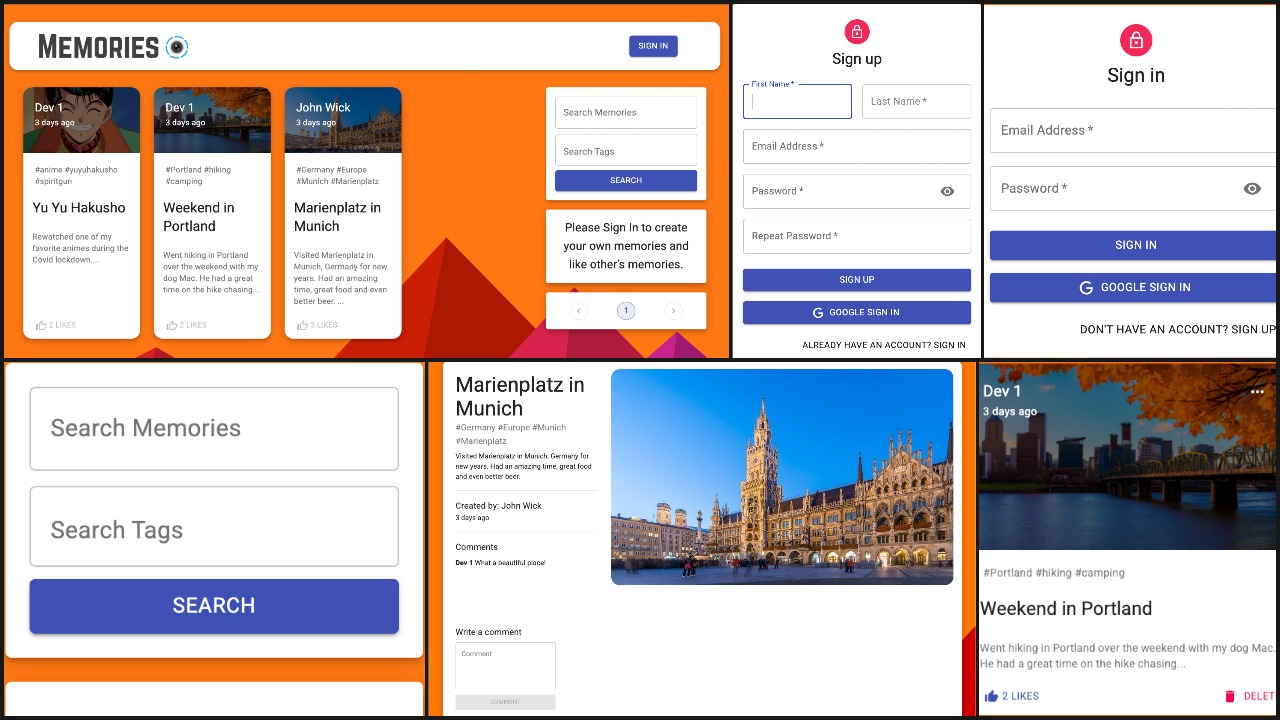 MEMORIES
SIGN IN
Dev 1
3 days ago
#anime #yuyuhakusho
#spiritgun
Yu Yu Hakusho
Rewatched one of my
favorite animes during the
Covid lockdown....
2 LIKES
Dev 1
3 days ago
#Portland #hiking
#camping
Weekend in
Portland
Went hiking in Portland
over the weekend with my
dog Mac. He had a great
time on the hike chasing...
2 LIKES
John Wick
3 days ago
#Germany #Europe
#Munich #Marienplatz
Marienplatz in
Munich
Visited Marienplatz in
Munich, Germany for new
years. Had an amazing
time, great food and even
better beer. ...
3 LIKES
Search Memories
Search Tags
SEARCH
Please Sign In to create
your own memories and
like other's memories.
1
Sign up
First Name *
Last Name *
Email Address *
Password *
Repeat Password *
SIGN UP
G GOOGLE SIGN IN
ALREADY HAVE AN ACCOUNT? SIGN IN
Sign in
Email Address *
Password *
SIGN IN
G GOOGLE SIGN IN
DON'T HAVE AN ACCOUNT? SIGN UP
Search Memories
Search Tags
SEARCH
Marienplatz in
Munich
#Germany #Europe #Munich
#Marienplatz
Visited Marienplatz in Munich, Germany for
new years. Had an amazing time, great food
and even better beer.
Created by: John Wick
3 days ago
Comments
Dev 1 What a beautiful place!
Write a comment
Comment
COMMENT
Dev 1
3 days ago
#Portland #hiking #camping
Weekend in Portland
Went hiking in Portland over the weekend with my dog Mac.
He had a great time on the hike chasing...
2 LIKES
DELET